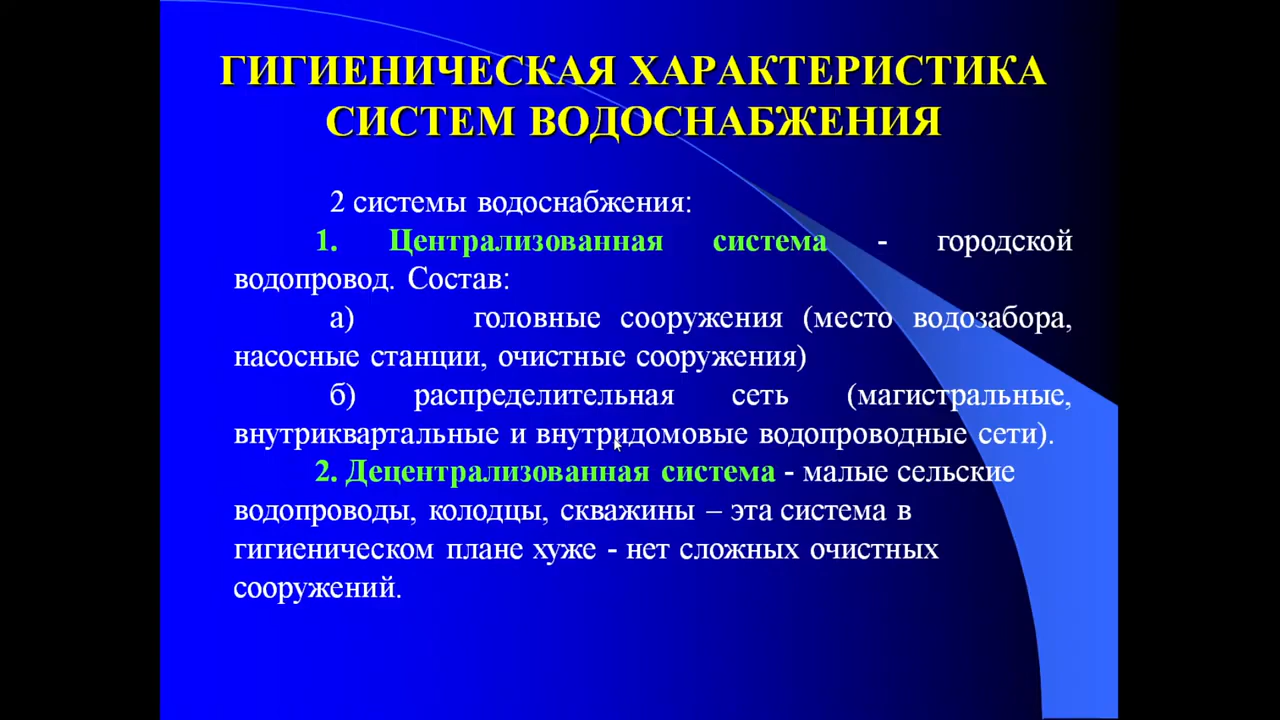 ГИГИЕНИЧЕСКАЯ ХАРАКТЕРИСТИКА
СИСТЕМ ВОДОСНАБЖЕНИЯ
2 системы водоснабжения:
1. Централизованная система - городской
водопровод. Состав:
а) головные сооружения (место водозабора,
насосные станции, очистные сооружения)
б) распределительная сеть (магистральные,
внутриквартальные и внутридомовые водопроводные сети).
2. Децентрализованная система - малые сельские
водопроводы, колодцы, скважины – эта система в
гигиеническом плане хуже - нет сложных очистных
сооружений.